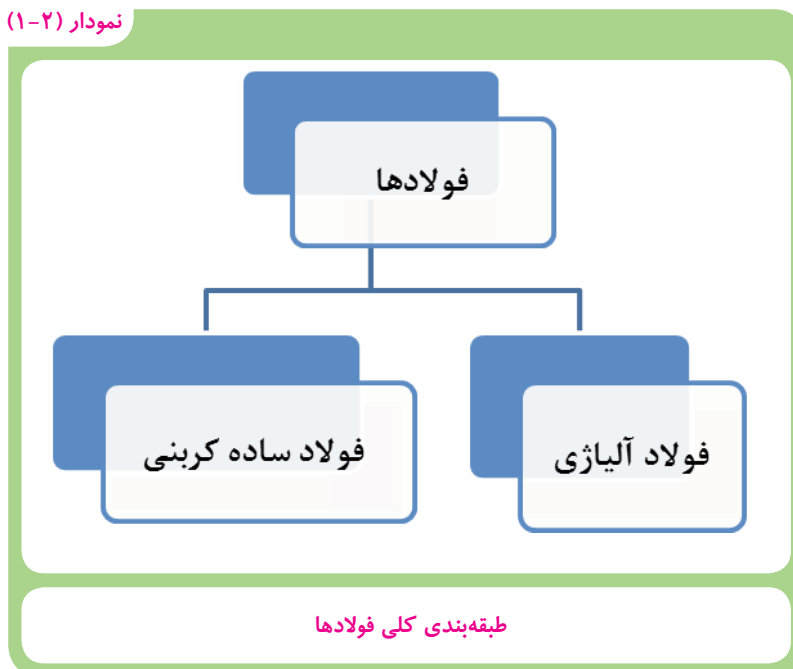 نمودار (۲-۱)
فولادها
فولاد آلیاژی
فولاد ساده کربنی
طبقه‌بندی کلی فولادها